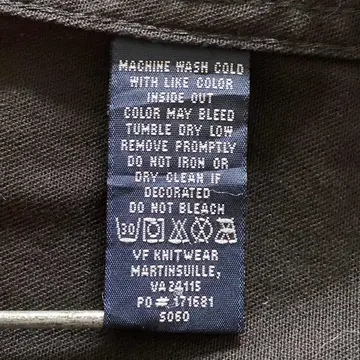 MACHINE WASH COLD
WITH LIKE COLOR
INSIDE OUT
COLOR MAY BLEED
TUMBLE DRY LOW
REMOVE PROMPTLY
DO NOT IRON OR
DRY CLEAN IF
DECORATED
DO NOT BLEACH
30
VF KNITWEAR
MARTINSUILLE,
VA 24115
PO# 171681
S060